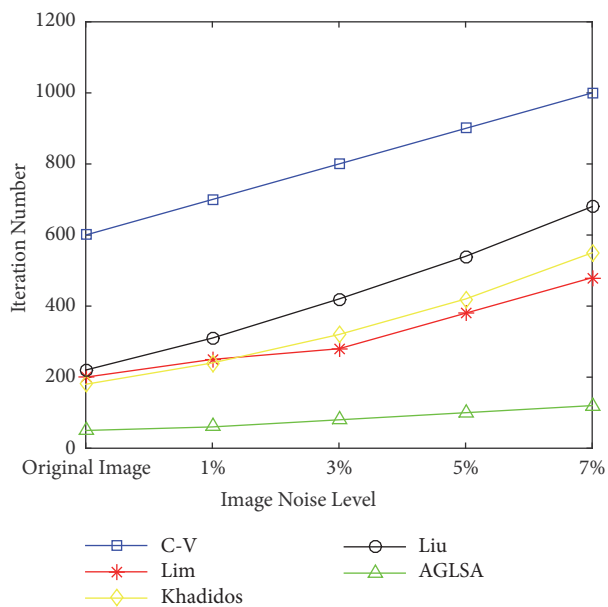 1200
1000
800
600
400
200
0
Iteration Number
Original Image 1% 3% 5% 7%
Image Noise Level
C-V
Lim
Khadidos
Liu
AGLSA